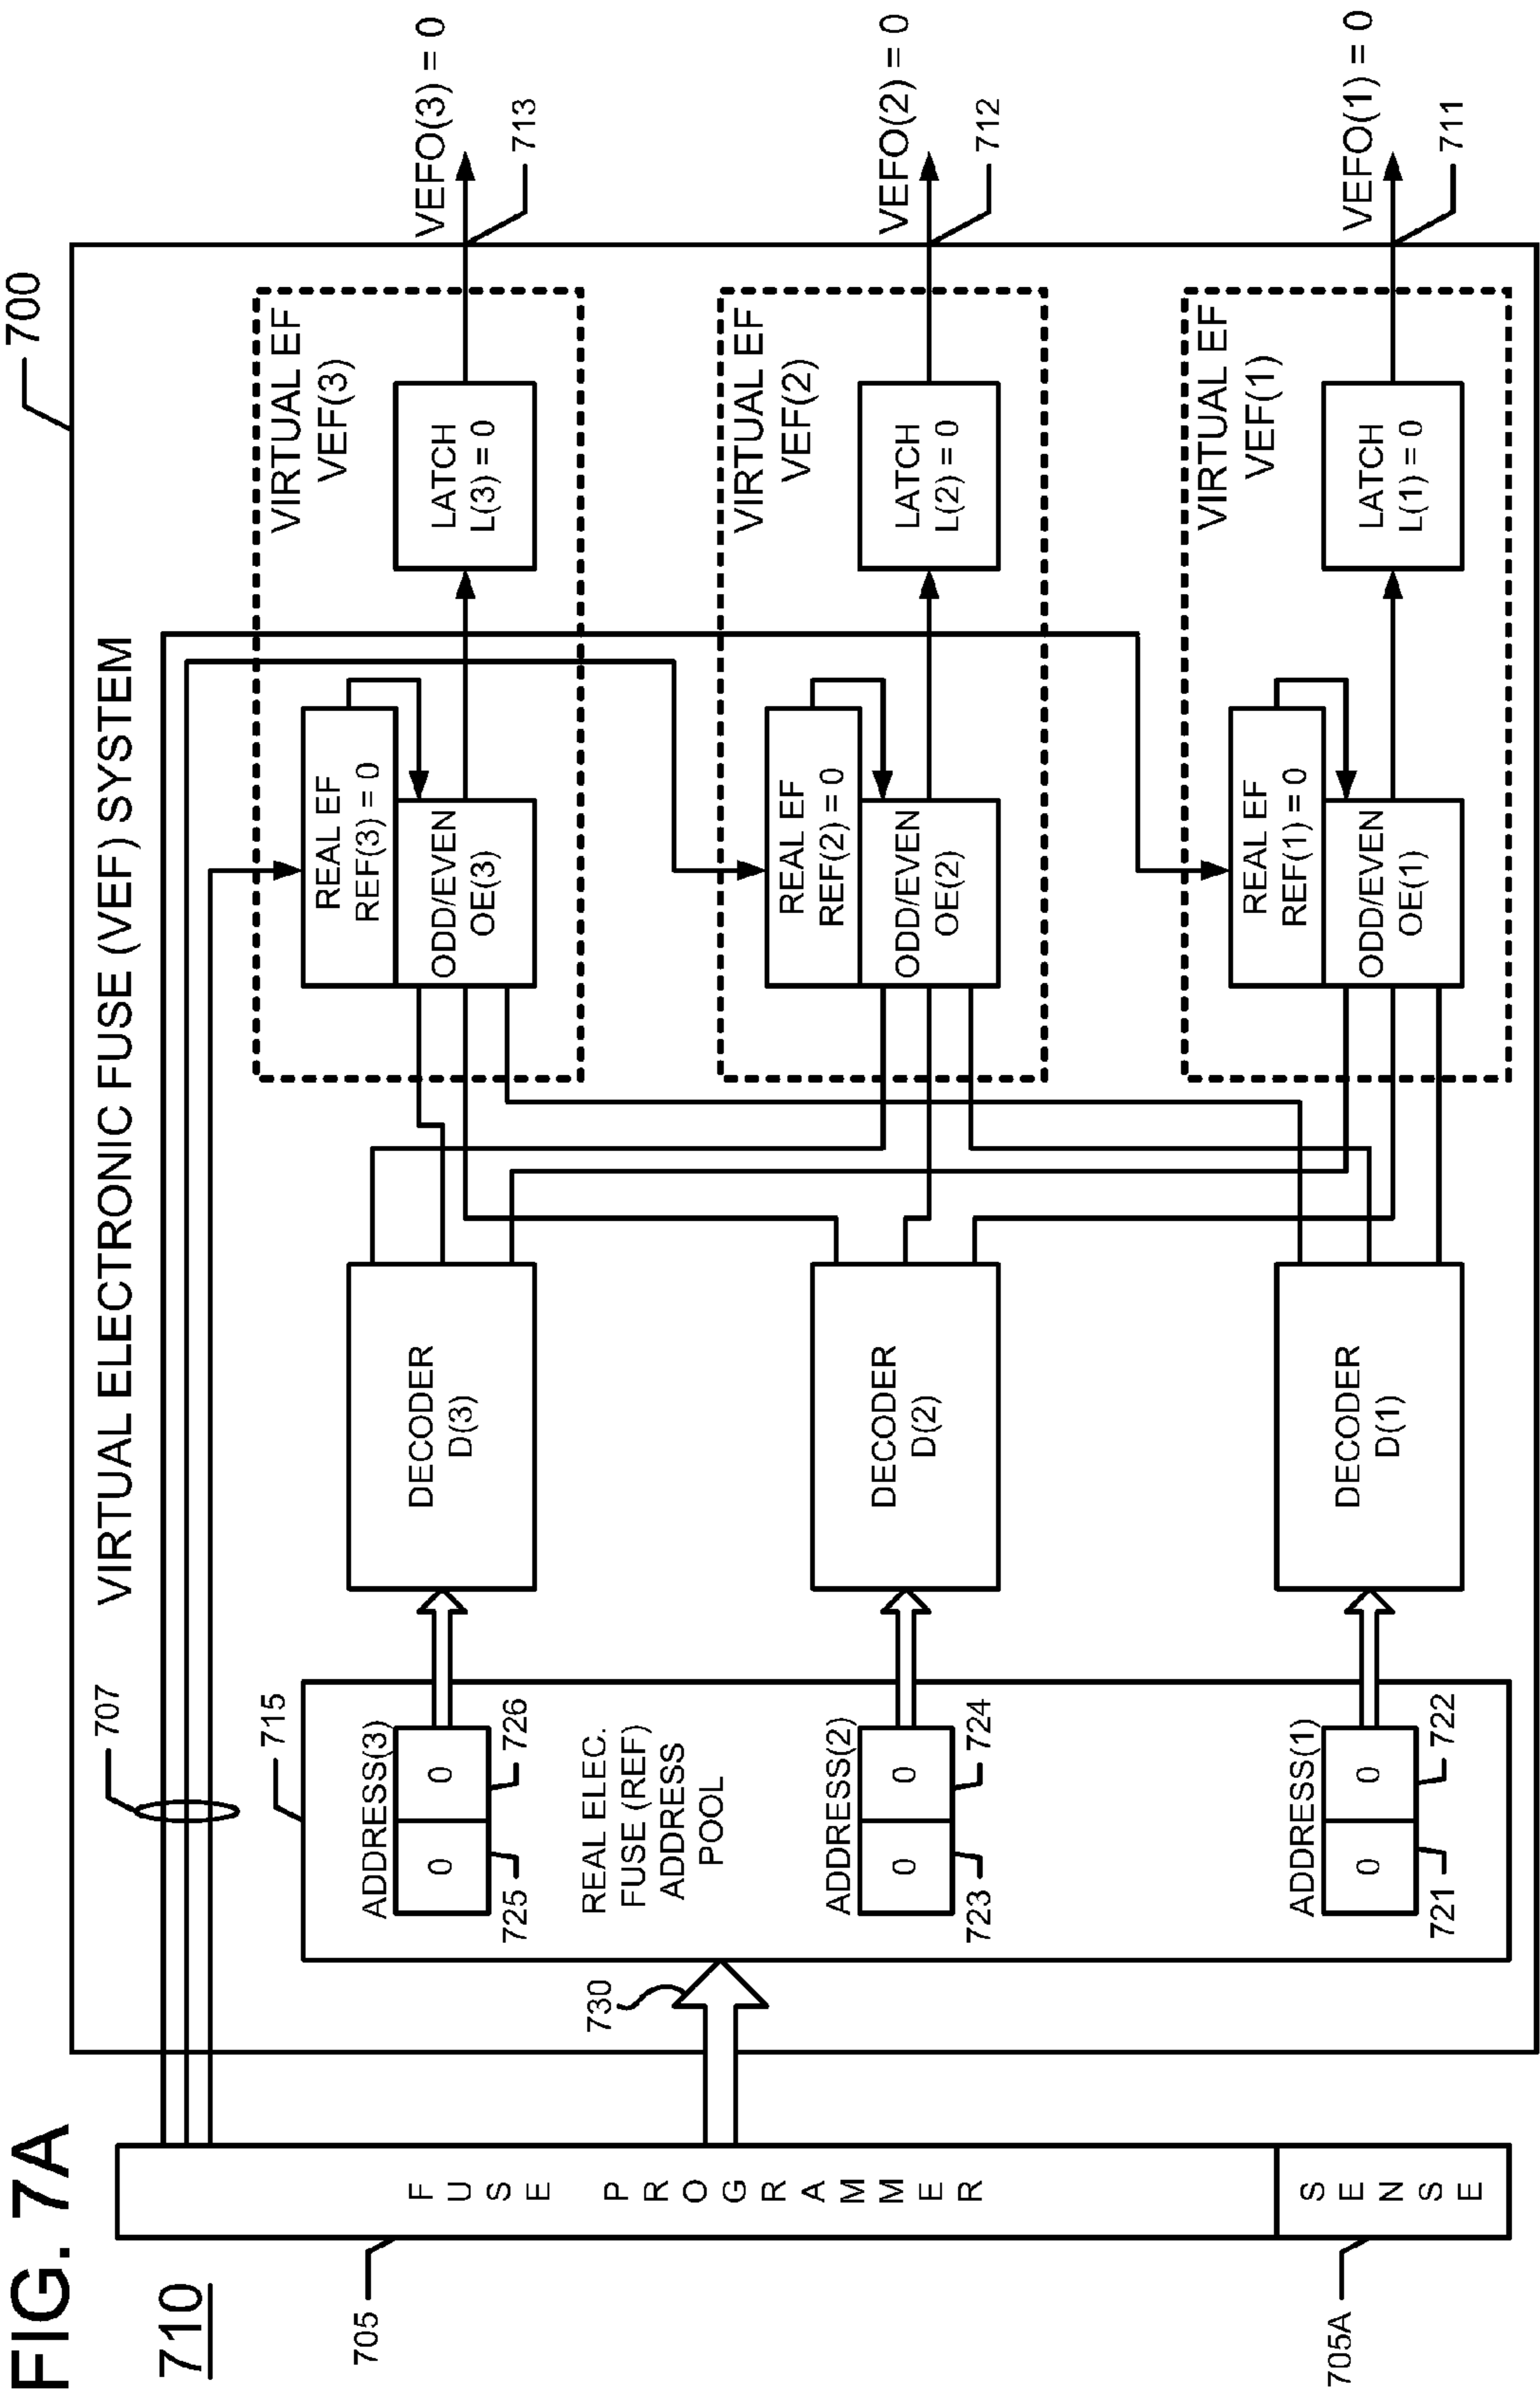 FIG. 7A
710
700
VIRTUAL ELECTRONIC FUSE (VEF) SYSTEM
707
705
FUSE PROGRAMMER
705A
SENSE
730
715
REAL ELEC.
FUSE (REF)
ADDRESS
POOL
ADDRESS(3)
0 0
725 726
ADDRESS(2)
0 0
723 724
ADDRESS(1)
0 0
721 722
DECODER
D(3)
DECODER
D(2)
DECODER
D(1)
VIRTUAL EF
VEF(3)
REAL EF
REF(3) = 0
ODD/EVEN
OE(3)
LATCH
L(3) = 0
VEFO(3) = 0
713
VIRTUAL EF
VEF(2)
REAL EF
REF(2) = 0
ODD/EVEN
OE(2)
LATCH
L(2) = 0
VEFO(2) = 0
712
VIRTUAL EF
VEF(1)
REAL EF
REF(1) = 0
ODD/EVEN
OE(1)
LATCH
L(1) = 0
VEFO(1) = 0
711